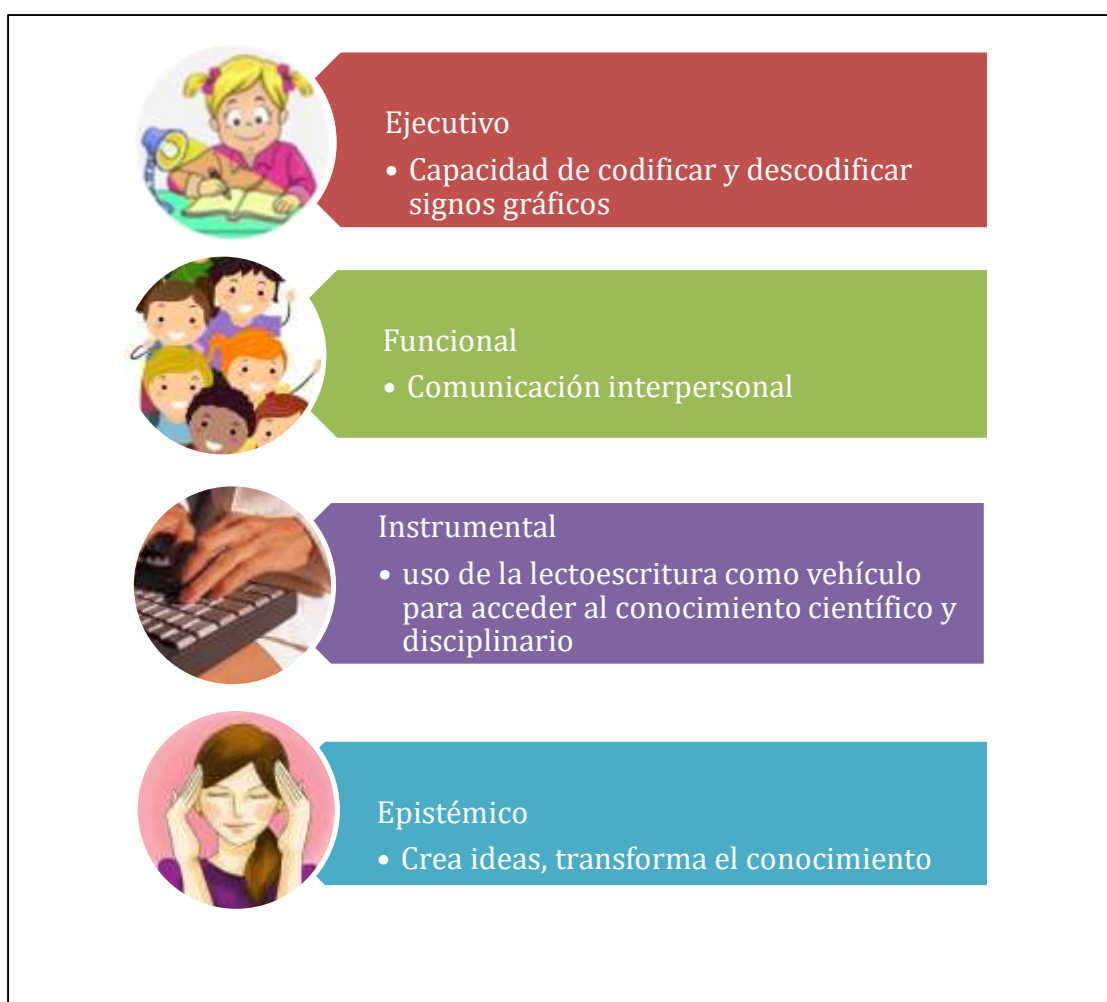 Ejecutivo
• Capacidad de codificar y descodificar
signos gráficos
Funcional
• Comunicación interpersonal
Instrumental
• uso de la lectoescritura como vehículo
para acceder al conocimiento científico y
disciplinario
Epistémico
• Crea ideas, transforma el conocimiento